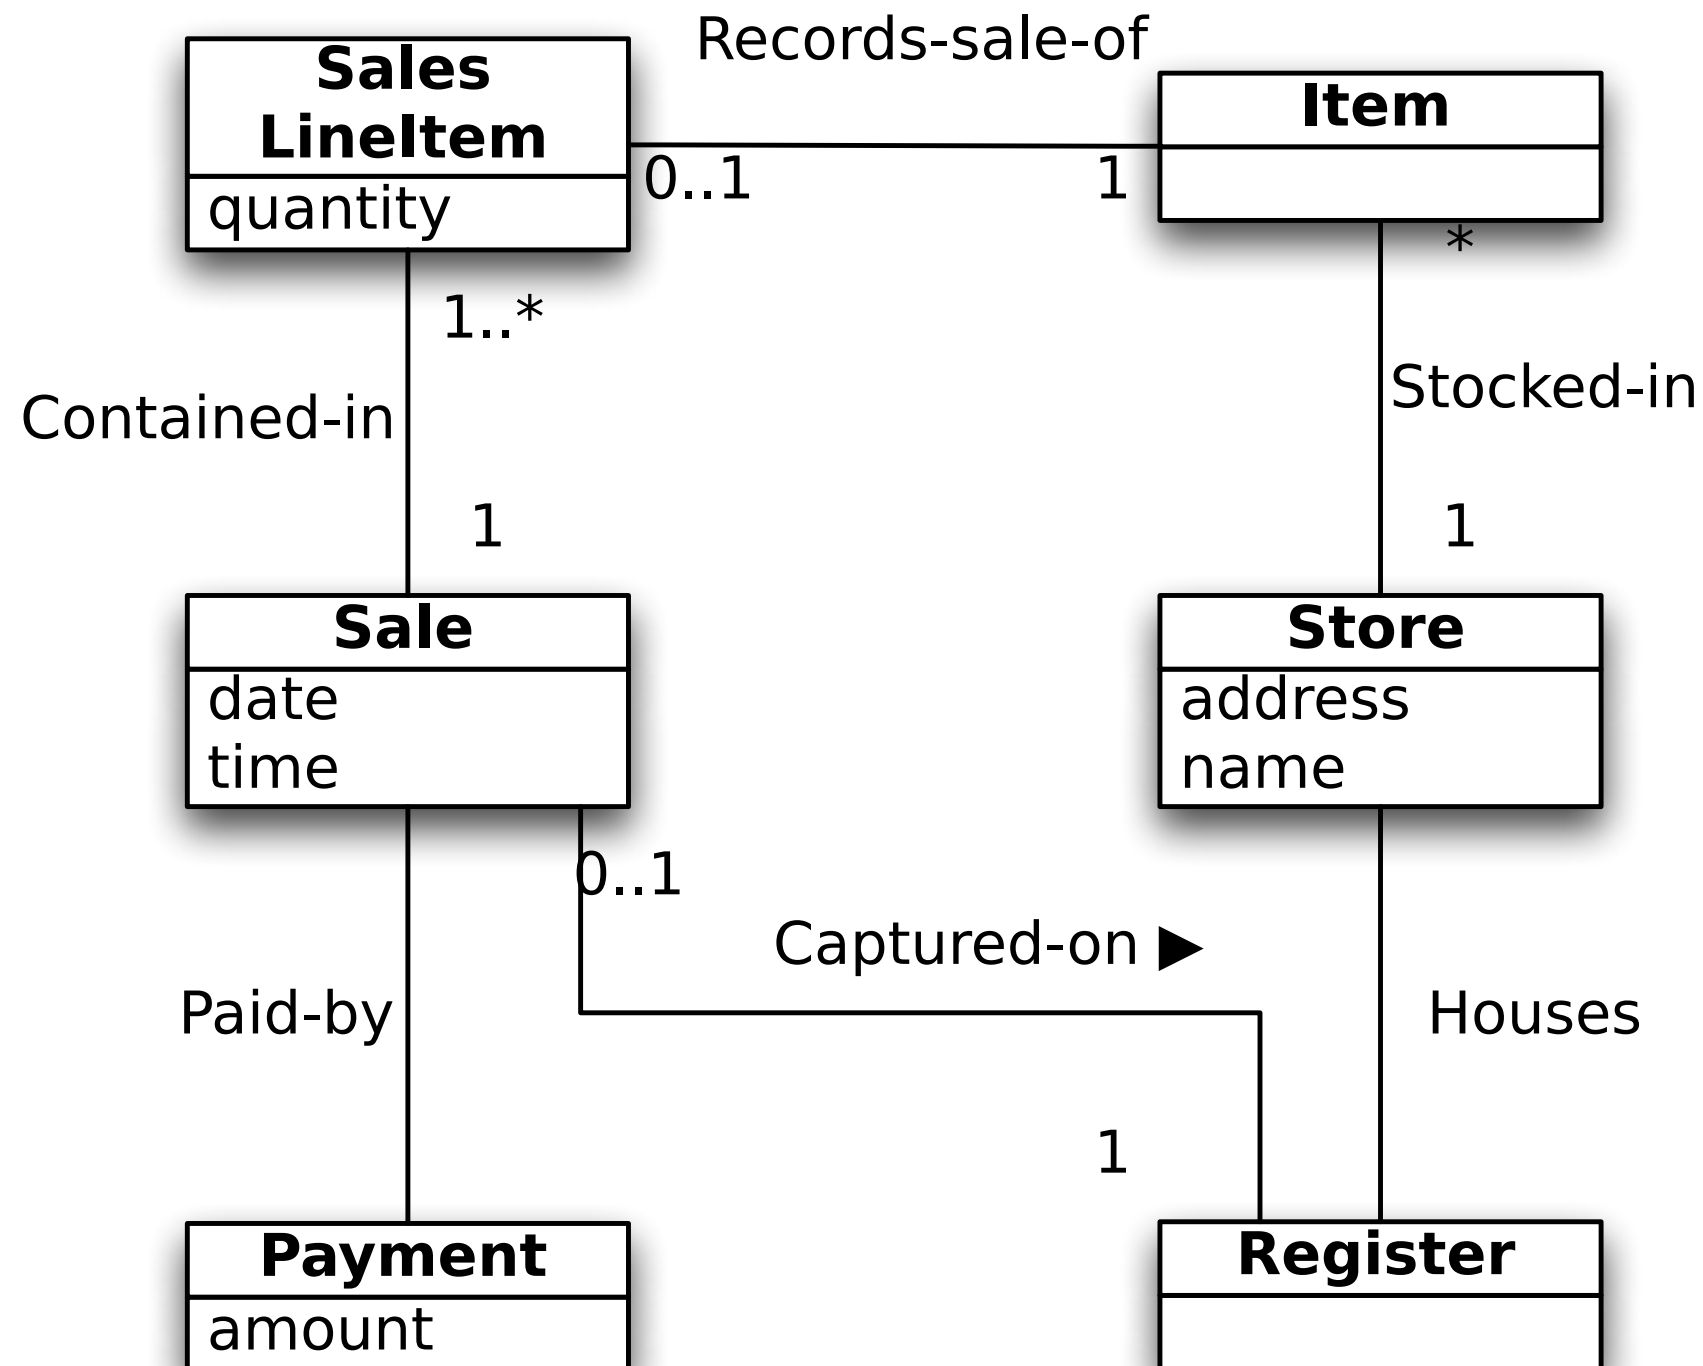 Records-sale-of
Sales
LineItem
Item
0..1
1
quantity
*
1..*
Contained-in
Stocked-in
1
1
Sale
Store
date
address
time
name
0..1
Captured-on ▶
Paid-by
Houses
1
Payment
Register
amount